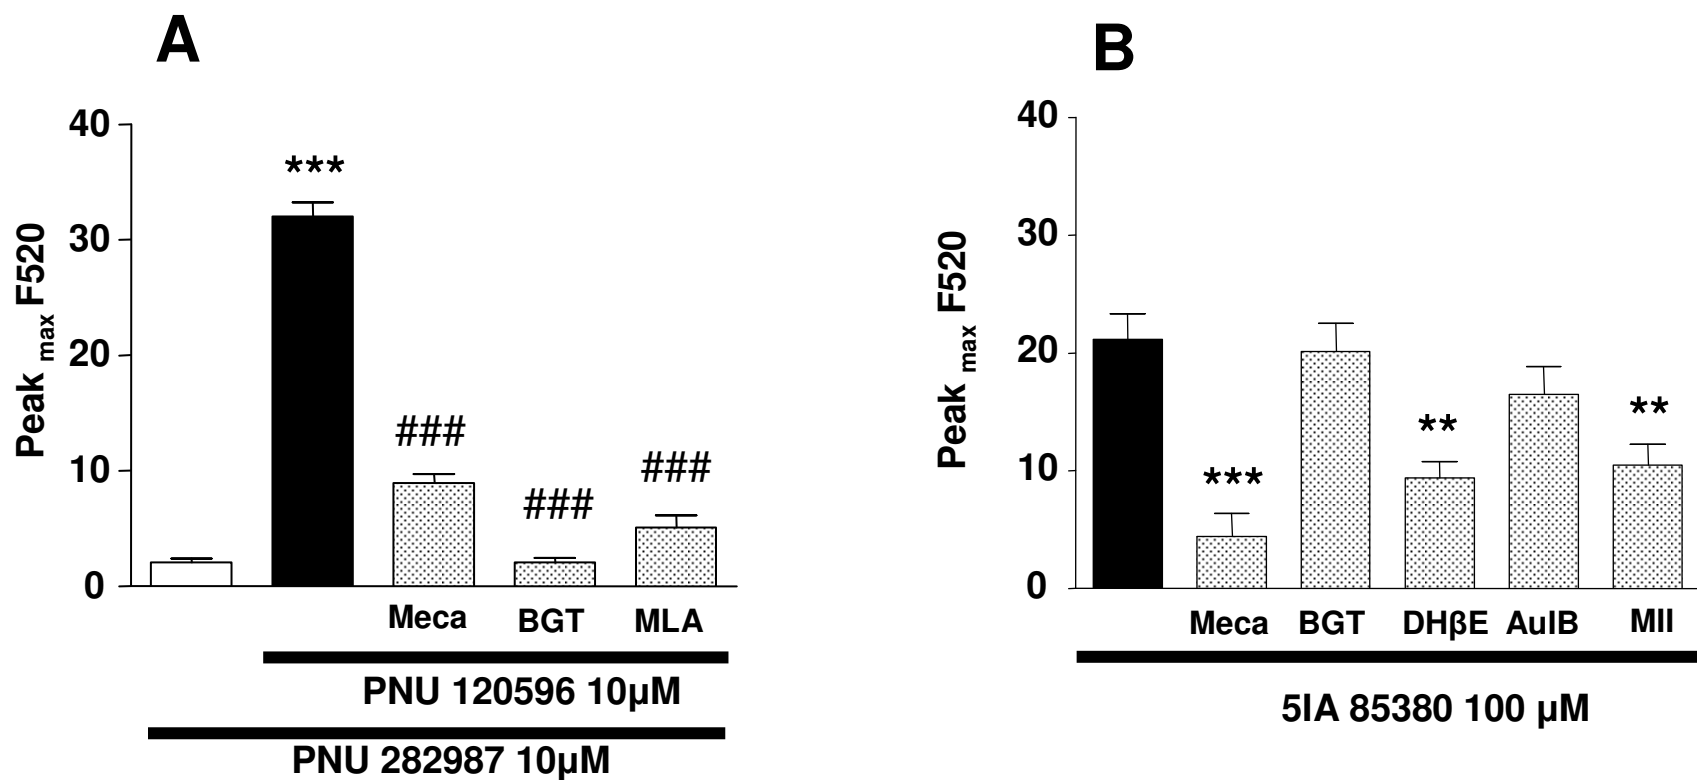 A
Peak max F520
40
30
20
10
0
***
###
###
###
Meca BGT MLA
PNU 120596 10µM
PNU 282987 10µM
B
Peak max F520
40
30
20
10
0
***
**
**
Meca BGT DHβE AuIB MII
5IA 85380 100 µM